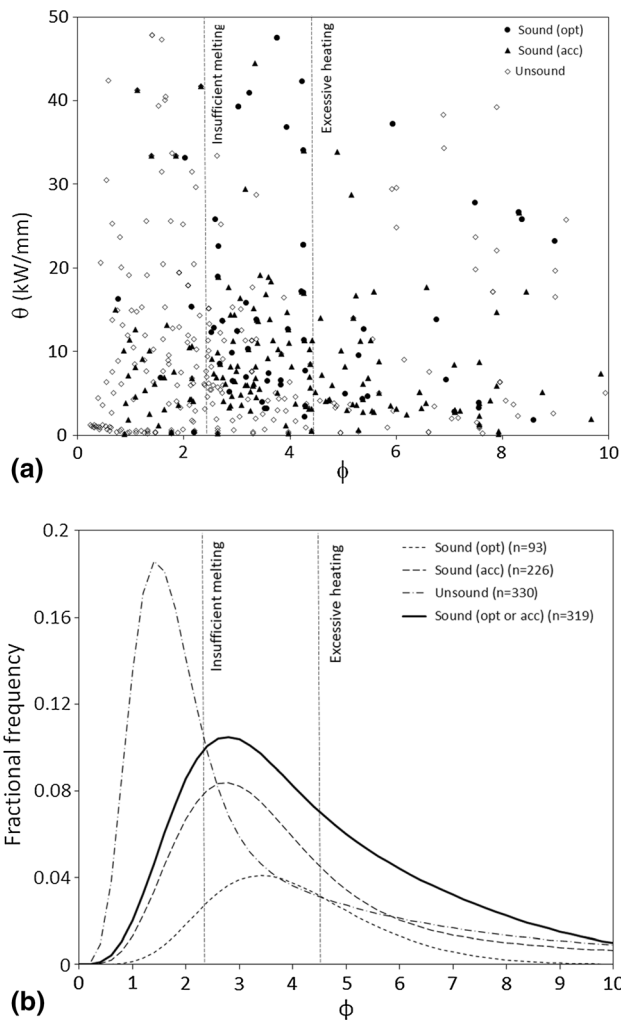 50
40
30
20
10
0
θ (kW/mm)
Insufficient melting
Excessive heating
Sound (opt)
Sound (acc)
Unsound
0 2 4 6 8 10
ϕ
(a)
0.2
0.16
0.12
0.08
0.04
0
Fractional frequency
Insufficient melting
Excessive heating
Sound (opt) (n=93)
Sound (acc) (n=226)
Unsound (n=330)
Sound (opt or acc) (n=319)
0 1 2 3 4 5 6 7 8 9 10
ϕ
(b)